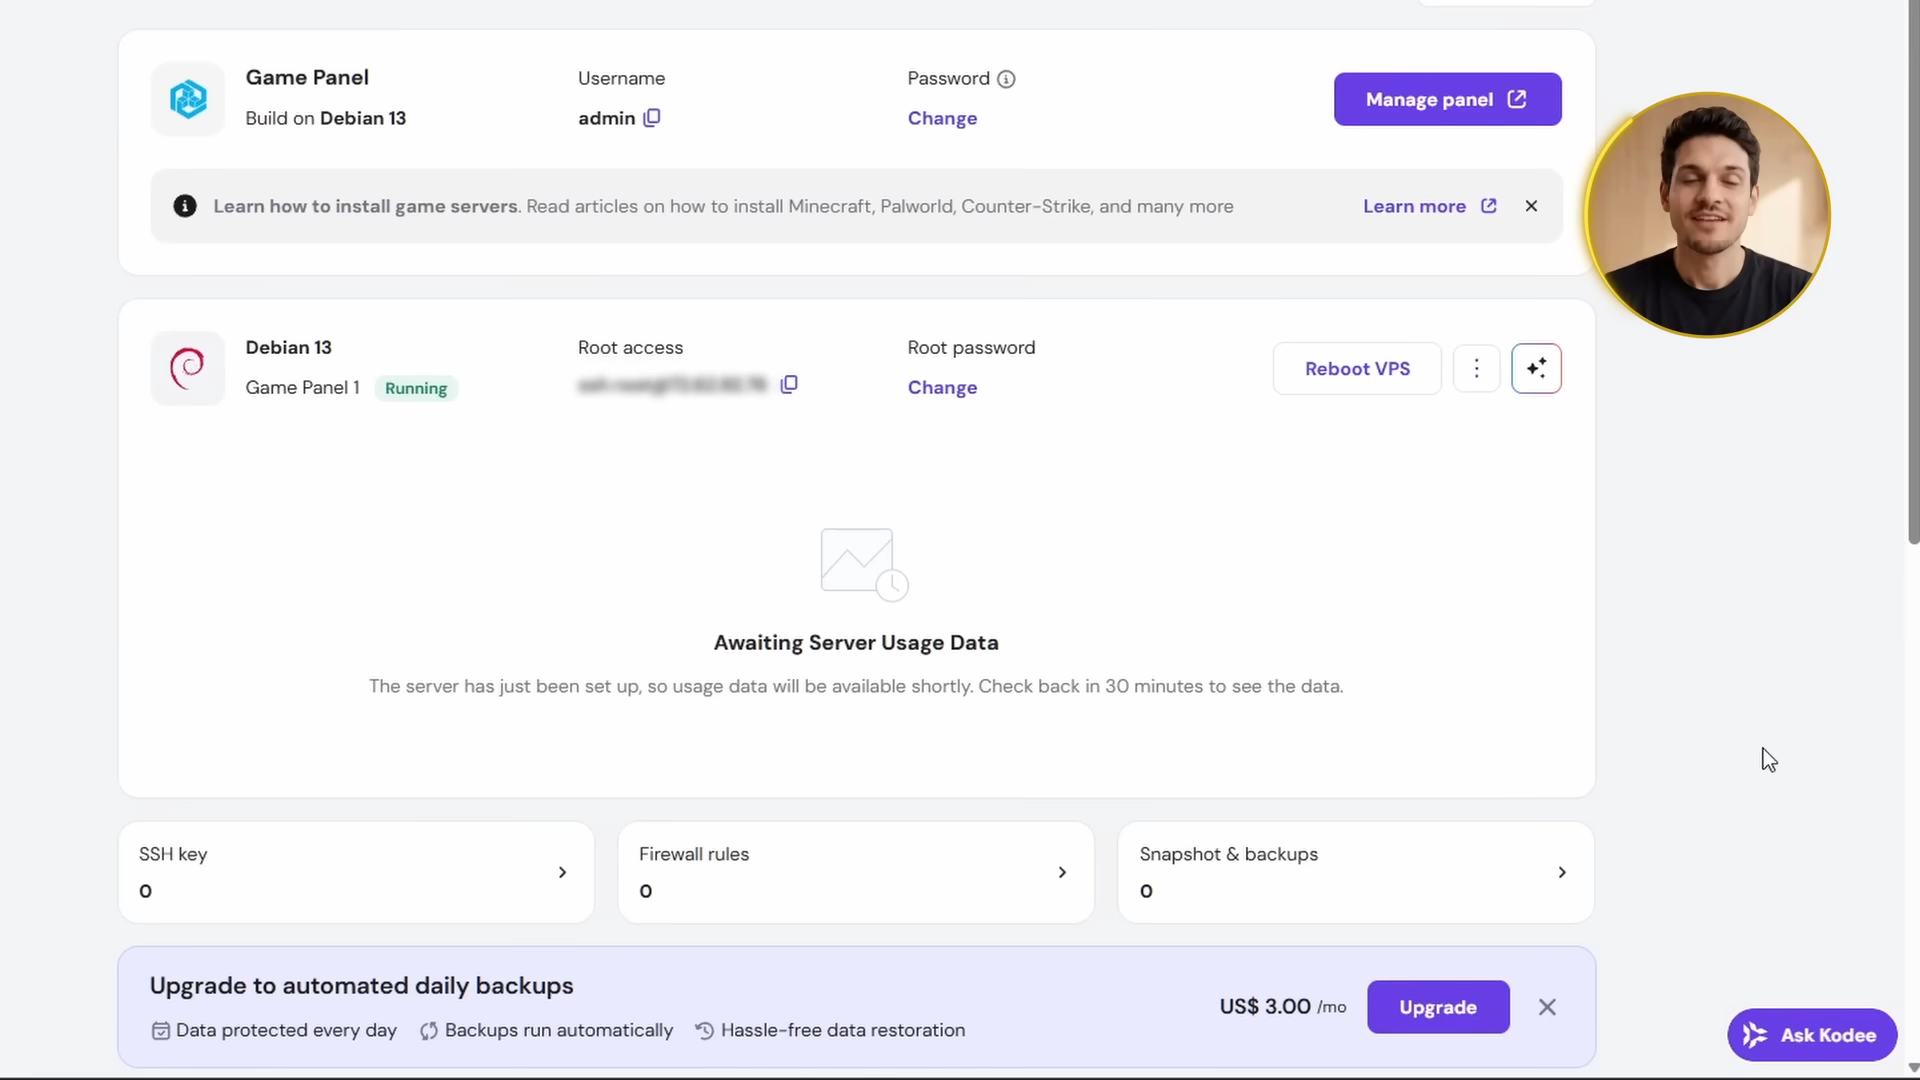 Game Panel
Build on Debian 13
Username
admin
Password
Change
Manage panel
Learn how to install game servers. Read articles on how to install Minecraft, Palworld, Counter-Strike, and many more
Learn more
Debian 13
Game Panel 1
Running
Root access
Root password
Change
Reboot VPS
Awaiting Server Usage Data
The server has just been set up, so usage data will be available shortly. Check back in 30 minutes to see the data.
SSH key
0
Firewall rules
0
Snapshot & backups
0
Upgrade to automated daily backups
Data protected every day
Backups run automatically
Hassle-free data restoration
US$ 3.00 /mo
Upgrade
Ask Kodee